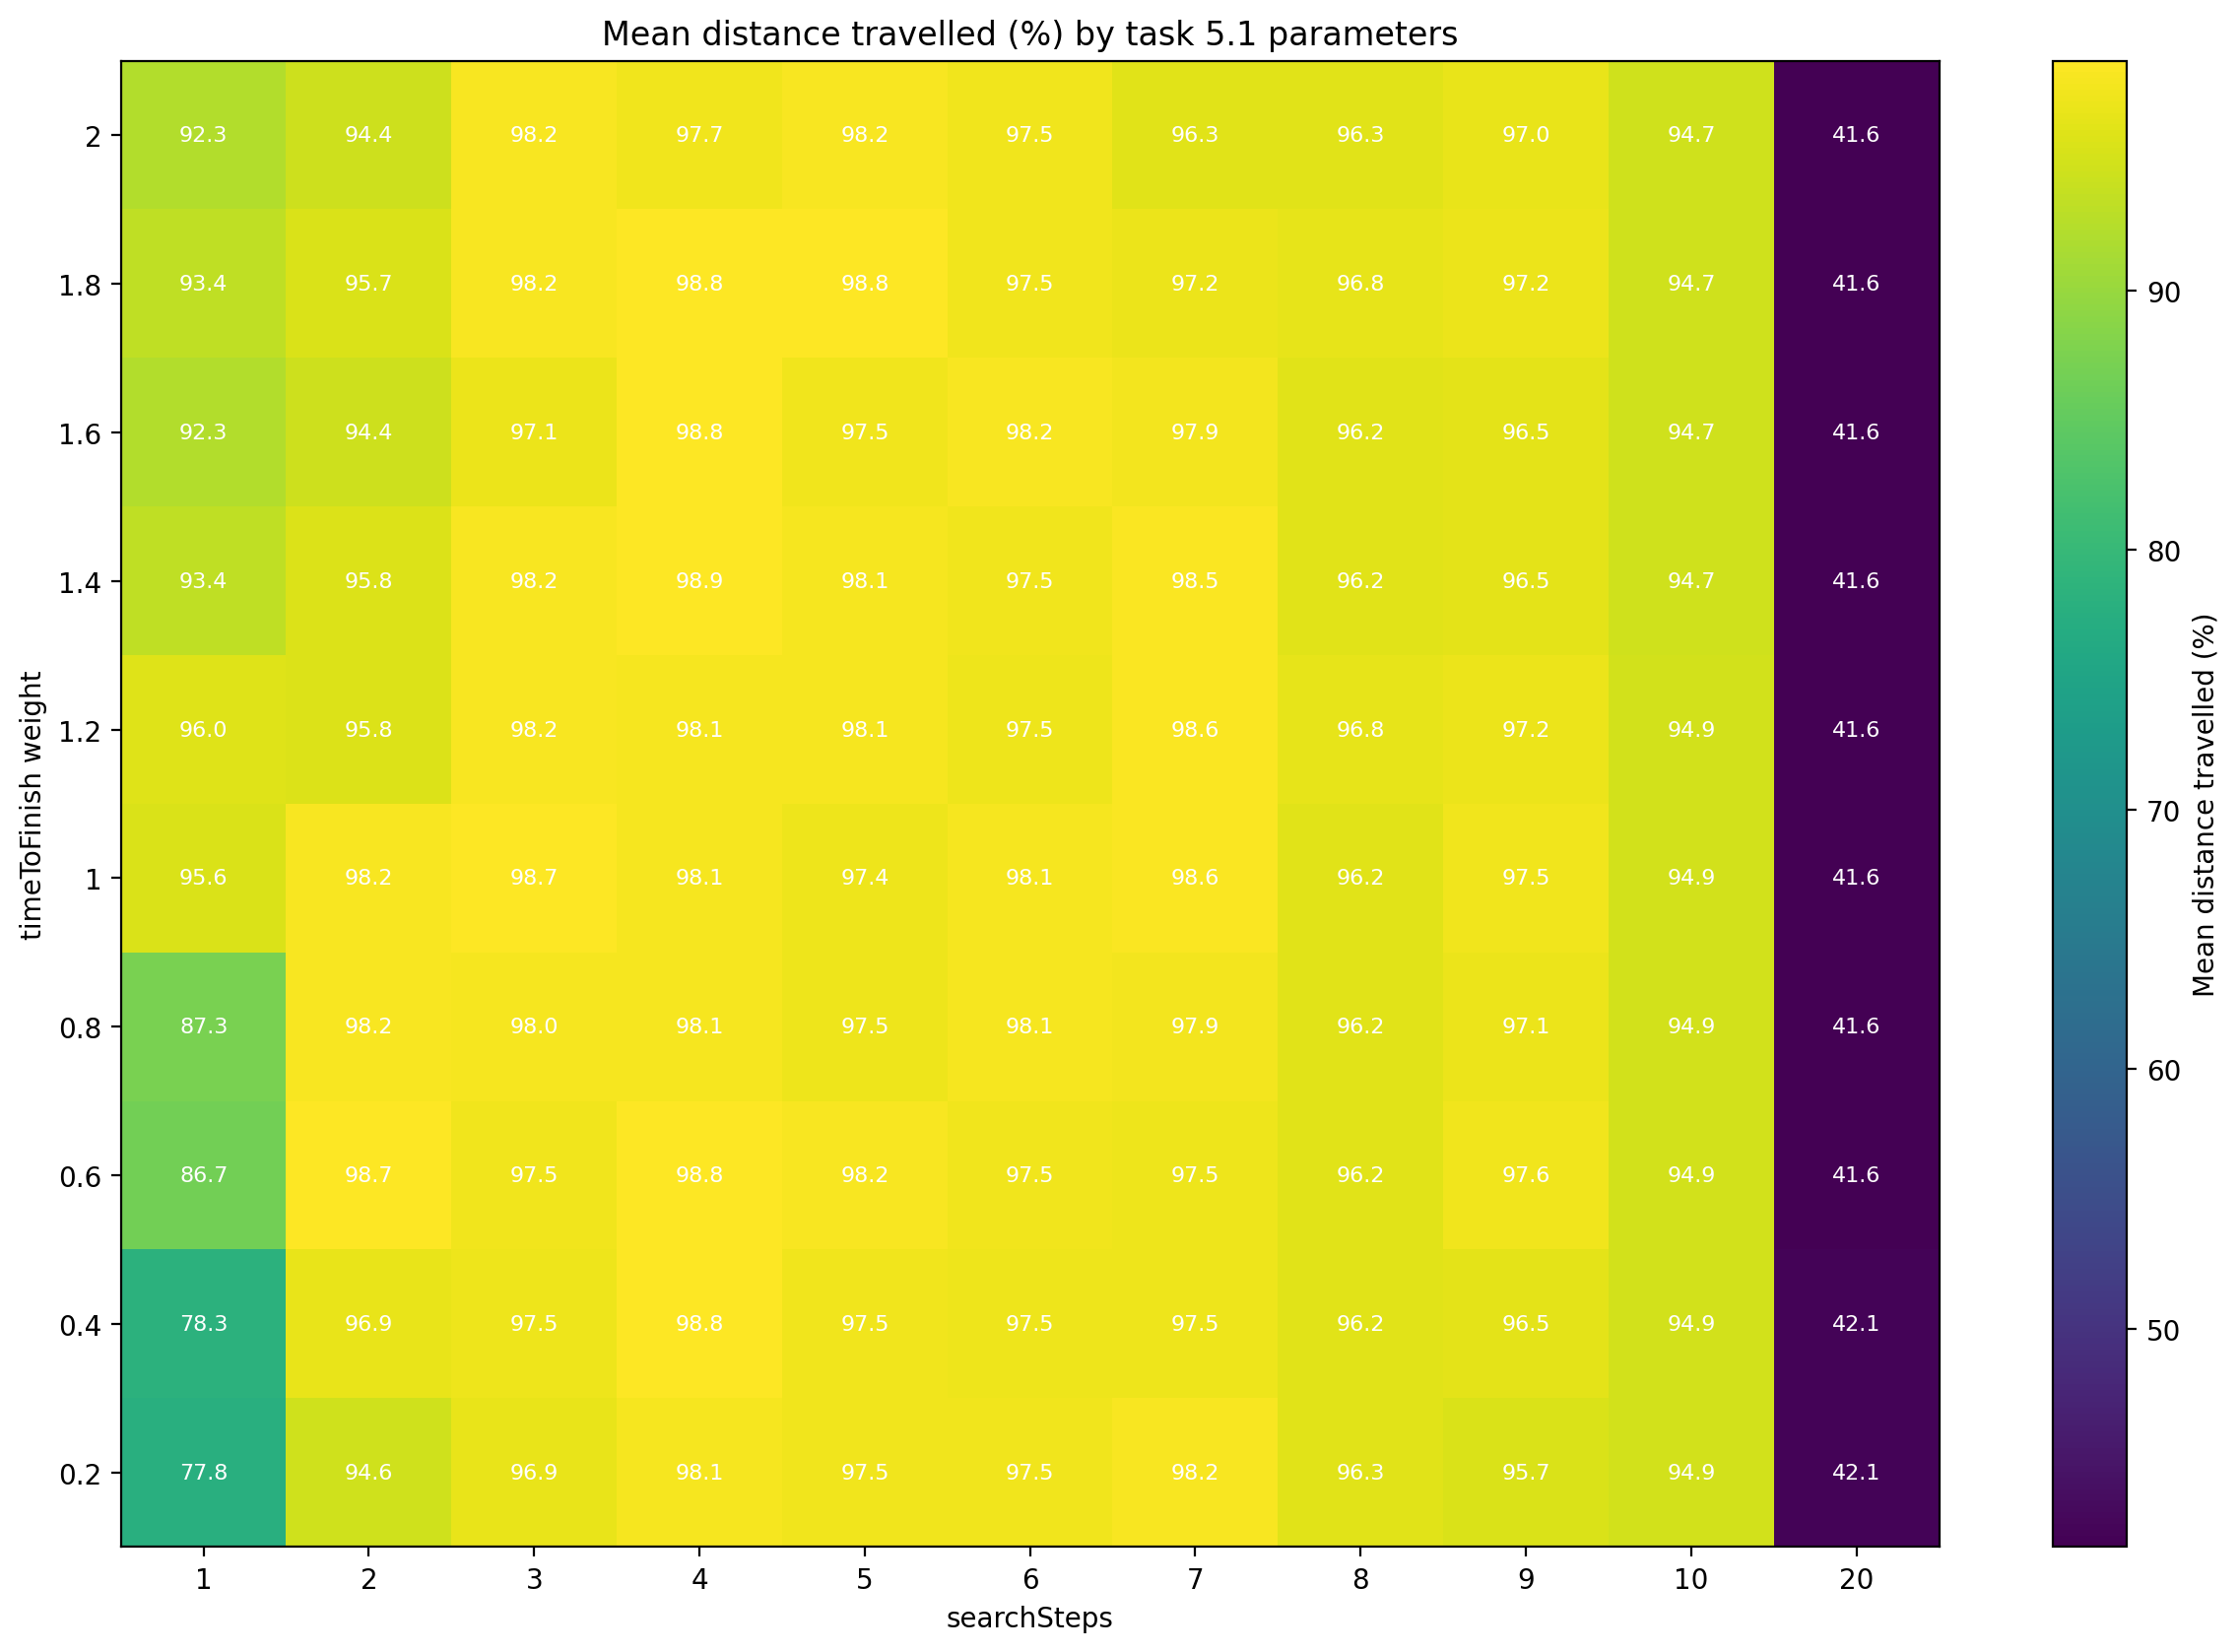 Mean distance travelled (%) by task 5.1 parameters
2 92.3 94.4 98.2 97.7 98.2 97.5 96.3 96.3 97.0 94.7 41.6
1.8 93.4 95.7 98.2 98.8 98.8 97.5 97.2 96.8 97.2 94.7 41.6
1.6 92.3 94.4 97.1 98.8 97.5 98.2 97.9 96.2 96.5 94.7 41.6
1.4 93.4 95.8 98.2 98.9 98.1 97.5 98.5 96.2 96.5 94.7 41.6
1.2 96.0 95.8 98.2 98.1 98.1 97.5 98.6 96.8 97.2 94.9 41.6
1 95.6 98.2 98.7 98.1 97.4 98.1 98.6 96.2 97.5 94.9 41.6
0.8 87.3 98.2 98.0 98.1 97.5 98.1 97.9 96.2 97.1 94.9 41.6
0.6 86.7 98.7 97.5 98.8 98.2 97.5 97.5 96.2 97.6 94.9 41.6
0.4 78.3 96.9 97.5 98.8 97.5 97.5 97.5 96.2 96.5 94.9 42.1
0.2 77.8 94.6 96.9 98.1 97.5 97.5 98.2 96.3 95.7 94.9 42.1
1 2 3 4 5 6 7 8 9 10 20
searchSteps
timeToFinish weight
90
80
70
60
50
Mean distance travelled (%)